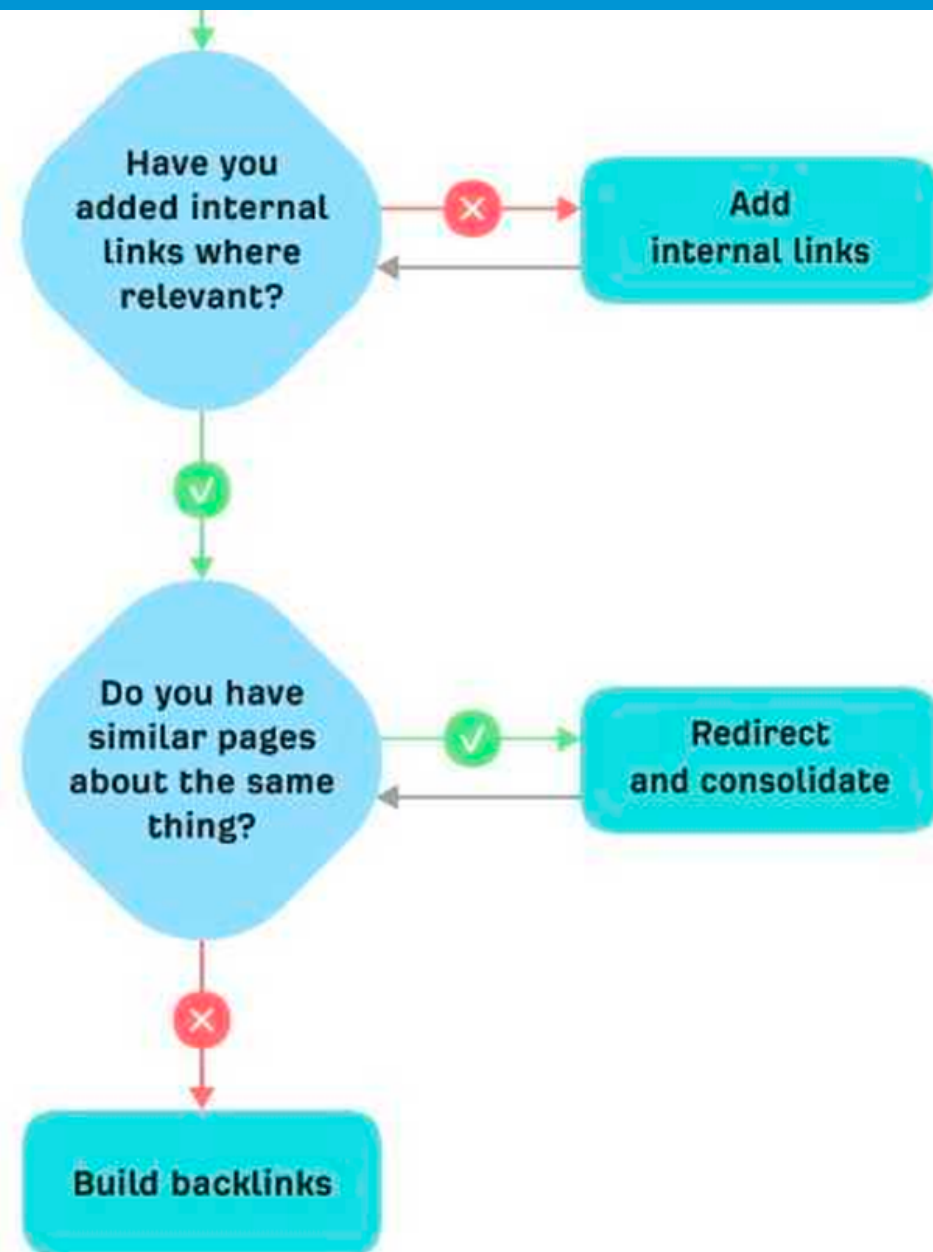 Have you
added internal
links where
relevant?
Add
internal links
Do you have
similar pages
about the same
thing?
Redirect
and consolidate
Build backlinks